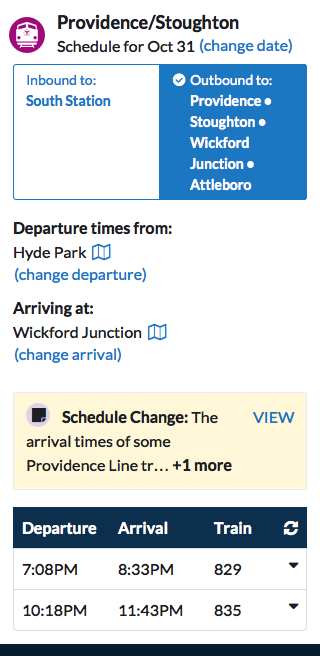 Providence/Stoughton
Schedule for Oct 31 (change date)
Inbound to:
South Station
Outbound to:
Providence •
Stoughton •
Wickford
Junction •
Attleboro
Departure times from:
Hyde Park
(change departure)
Arriving at:
Wickford Junction
(change arrival)
Schedule Change: The VIEW
arrival times of some
Providence Line tr… +1 more
Departure Arrival Train
7:08PM 8:33PM 829
10:18PM 11:43PM 835